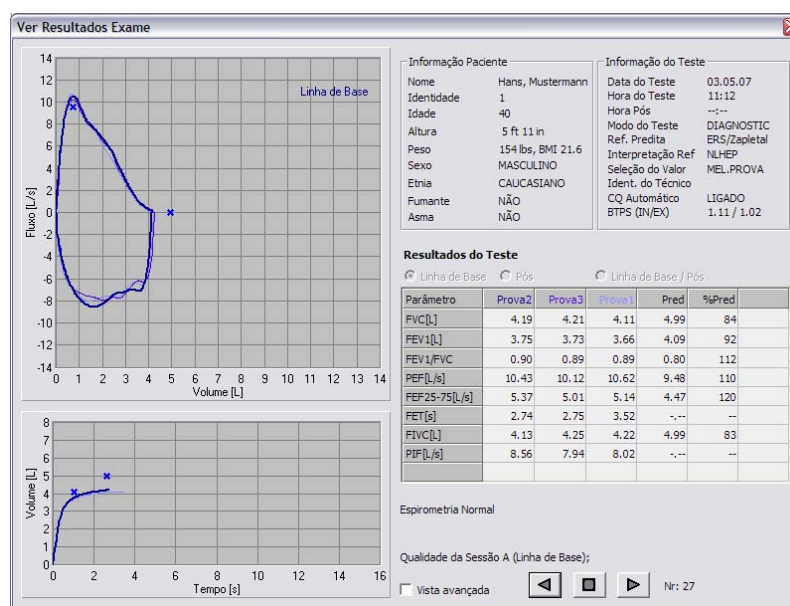 Ver Resultados Exame
Linha de Base
14
12
10
8
6
4
2
0
-2
-4
-6
-8
-10
-12
-14
Fluxo [L/s]
0 1 2 3 4 5 6 7 8 9 10 11 12 13 14
Volume [L]
8
7
6
5
4
3
2
1
0
Volume [L]
0 2 4 6 8 10 12 14 16
Tempo [s]
Informação Paciente
Nome Hans, Mustermann
Identidade 1
Idade 40
Altura 5 ft 11 in
Peso 154 lbs, BMI 21.6
Sexo MASCULINO
Etnia CAUCASIANO
Fumante NÃO
Asma NÃO
Informação do Teste
Data do Teste 03.05.07
Hora do Teste 11:12
Hora Pós --:--
Modo do Teste DIAGNOSTIC
Ref. Predita ERS/Zapletal
Interpretação Ref NLHEP
Seleção do Valor MEL.PROVA
Ident. do Técnico
CQ Automático LIGADO
BTPS (IN/EX) 1.11 / 1.02
Resultados do Teste
Linha de Base Pós Linha de Base / Pós
Parâmetro Prova2 Prova3 Prova1 Pred %Pred
FVC[L] 4.19 4.21 4.11 4.99 84
FEV1[L] 3.75 3.73 3.66 4.09 92
FEV1/FVC 0.90 0.89 0.89 0.80 112
PEF[L/s] 10.43 10.12 10.62 9.48 110
FEF25-75[L/s] 5.37 5.01 5.14 4.47 120
FET[s] 2.74 2.75 3.52 -.-- --
FIVC[L] 4.13 4.25 4.22 4.99 83
PIF[L/s] 8.56 7.94 8.02 -.-- --
Espirometria Normal
Qualidade da Sessão A (Linha de Base);
Vista avançada Nr: 27